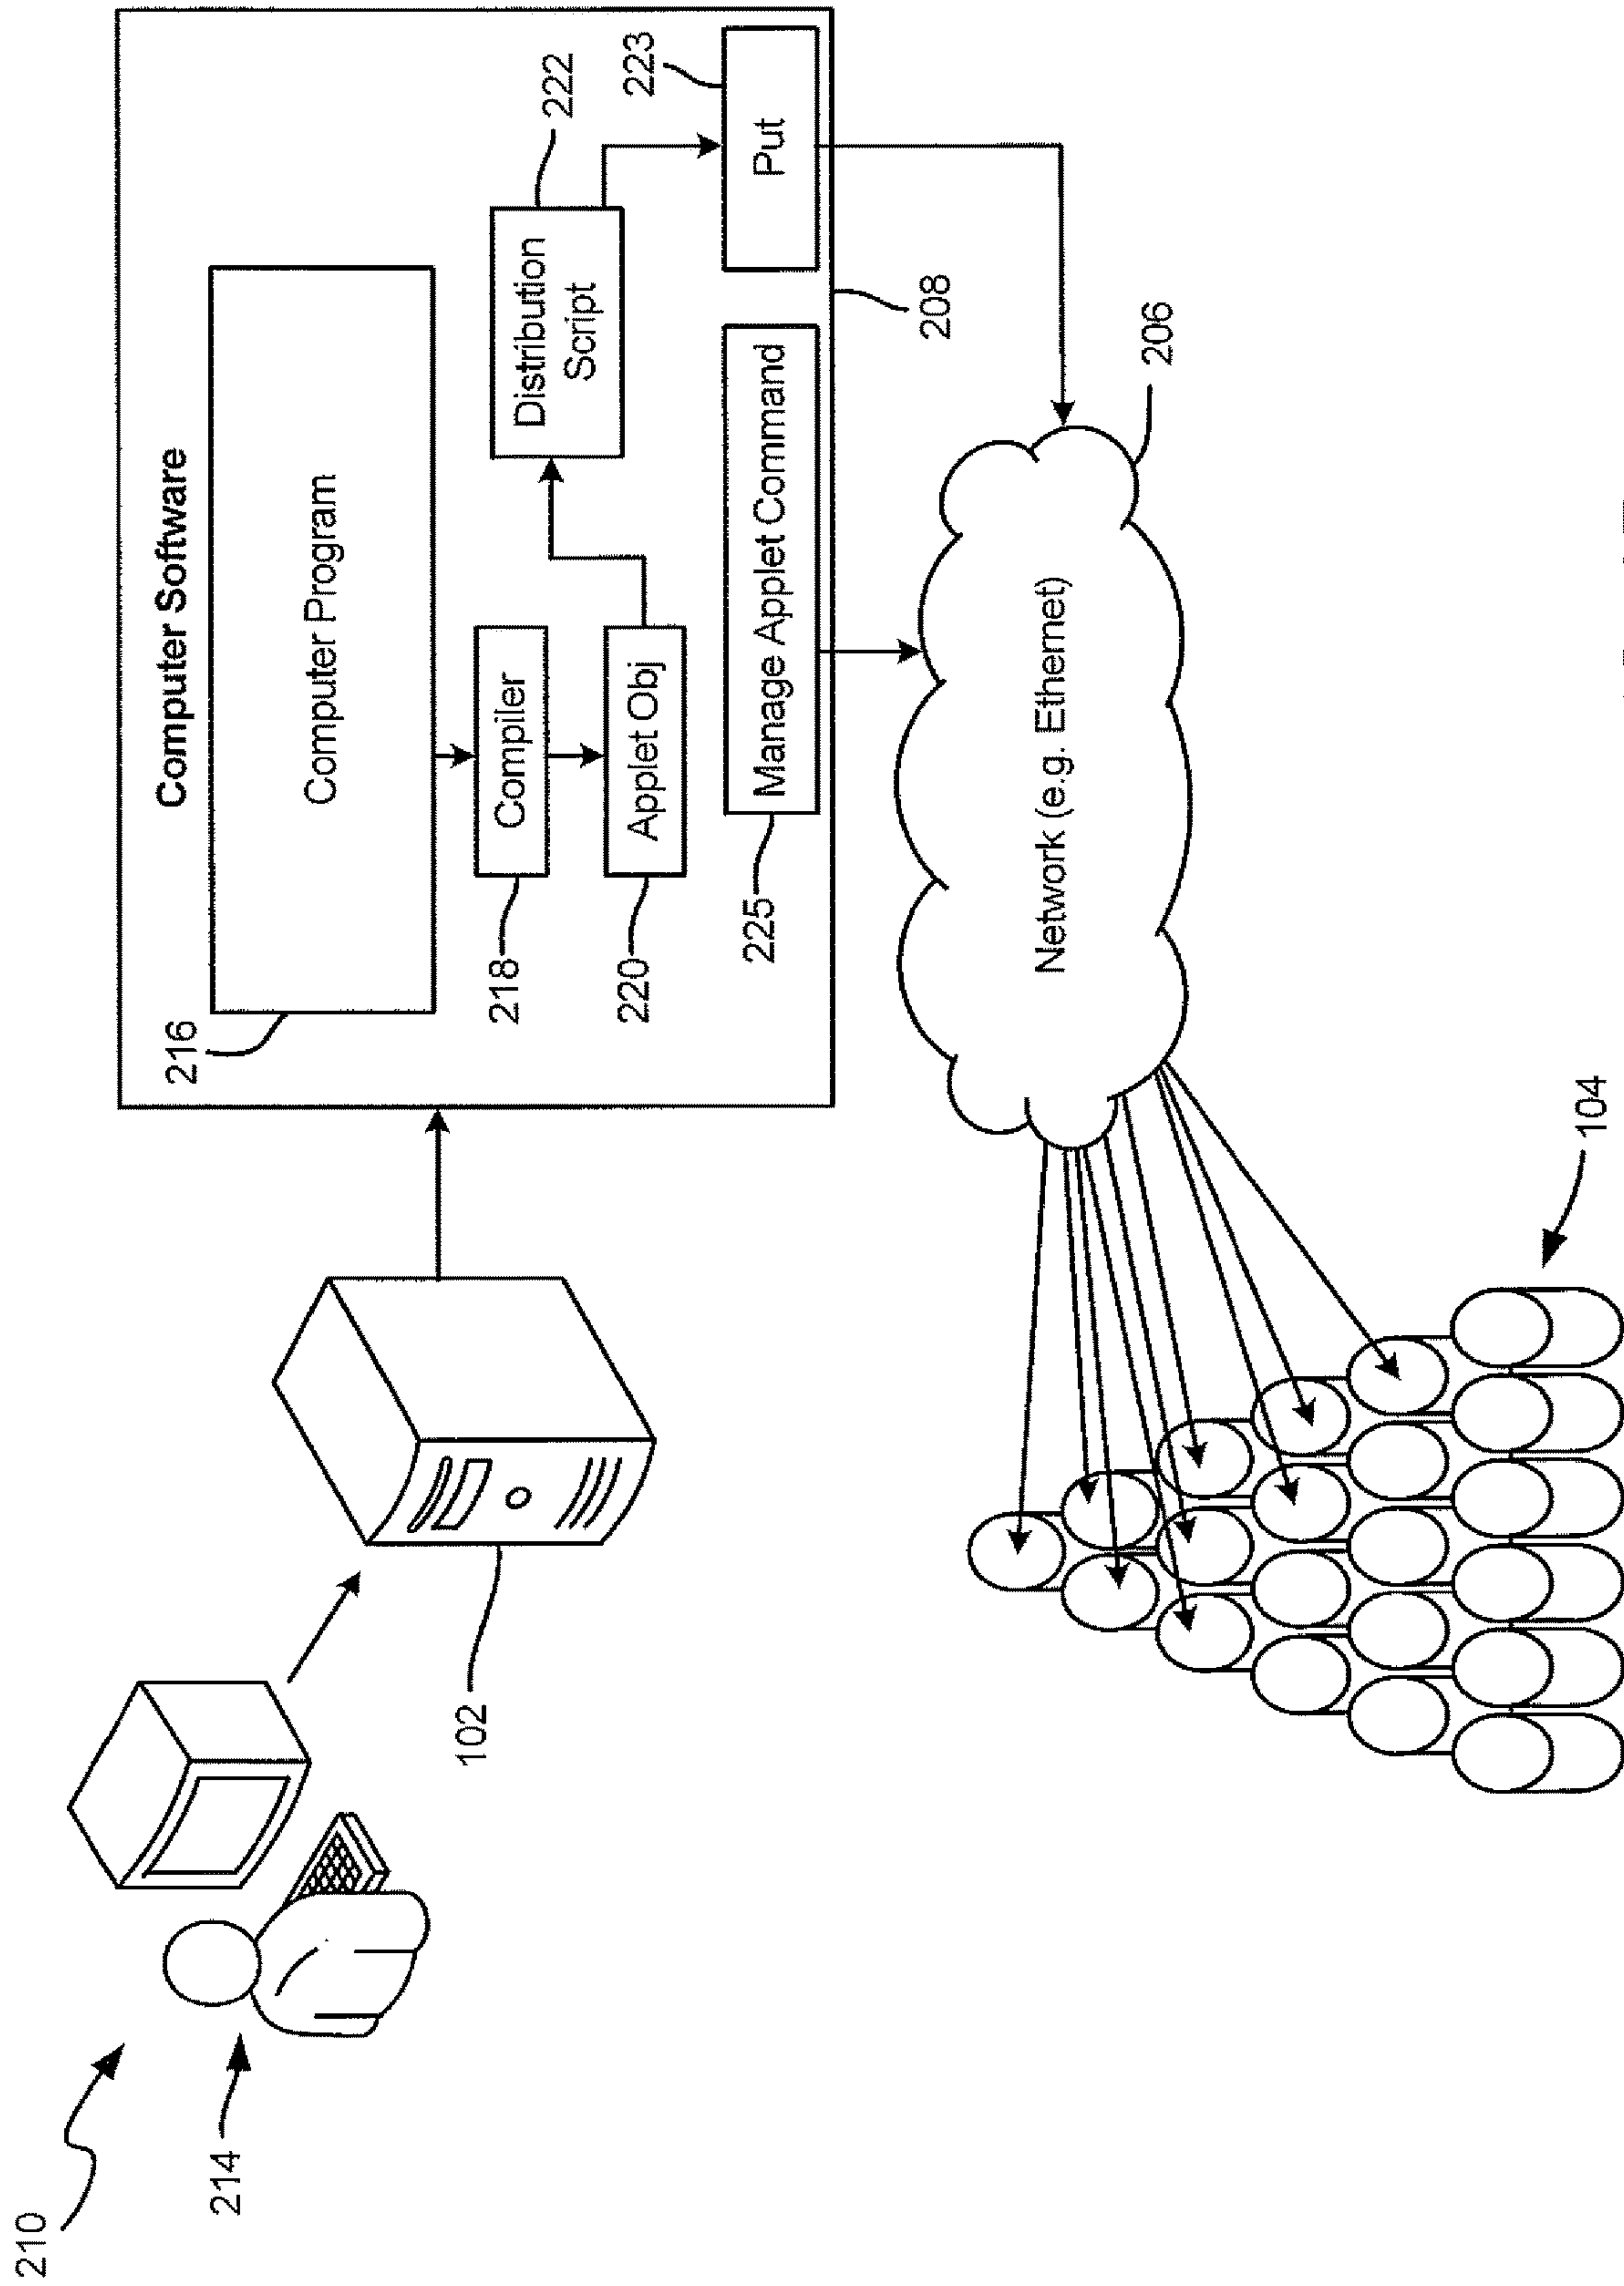 210
214
102
Computer Software
216
Computer Program
218
Compiler
220
Applet Obj
222
Distribution
Script
223
Put
225
Manage Applet Command
208
206
Network (e.g. Ethernet)
104